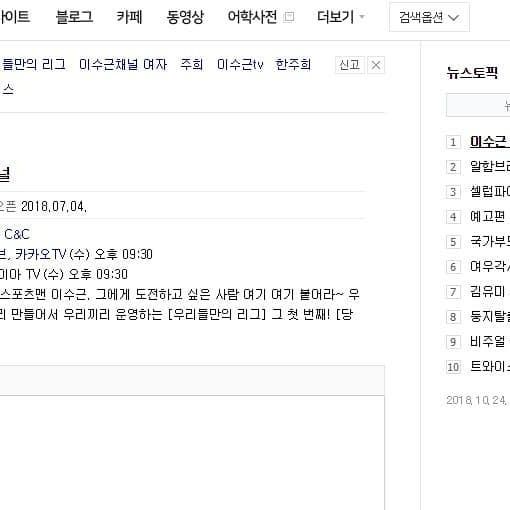 사이트 블로그 카페 동영상 어학사전 더보기 검색옵션
들만의 리그 이수근채널 여자 주희 이수근tv 한주희 신고
스
널
오픈 2018.07.04.
C&C
브, 카카오TV (수) 오후 09:30
미아 TV (수) 오후 09:30
스포츠맨 이수근, 그에게 도전하고 싶은 사람 여기 여기 붙어라~ 우
리 만들어서 우리끼리 운영하는 [우리들만의 리그] 그 첫 번째! [당
뉴스토픽
뉴
1 이수근
2 알함브라
3 셀럽파이
4 예고편
5 국가부도
6 여우각시
7 김유미
8 둥지탈출
9 비주얼
10 트와이스
2018.10.24.